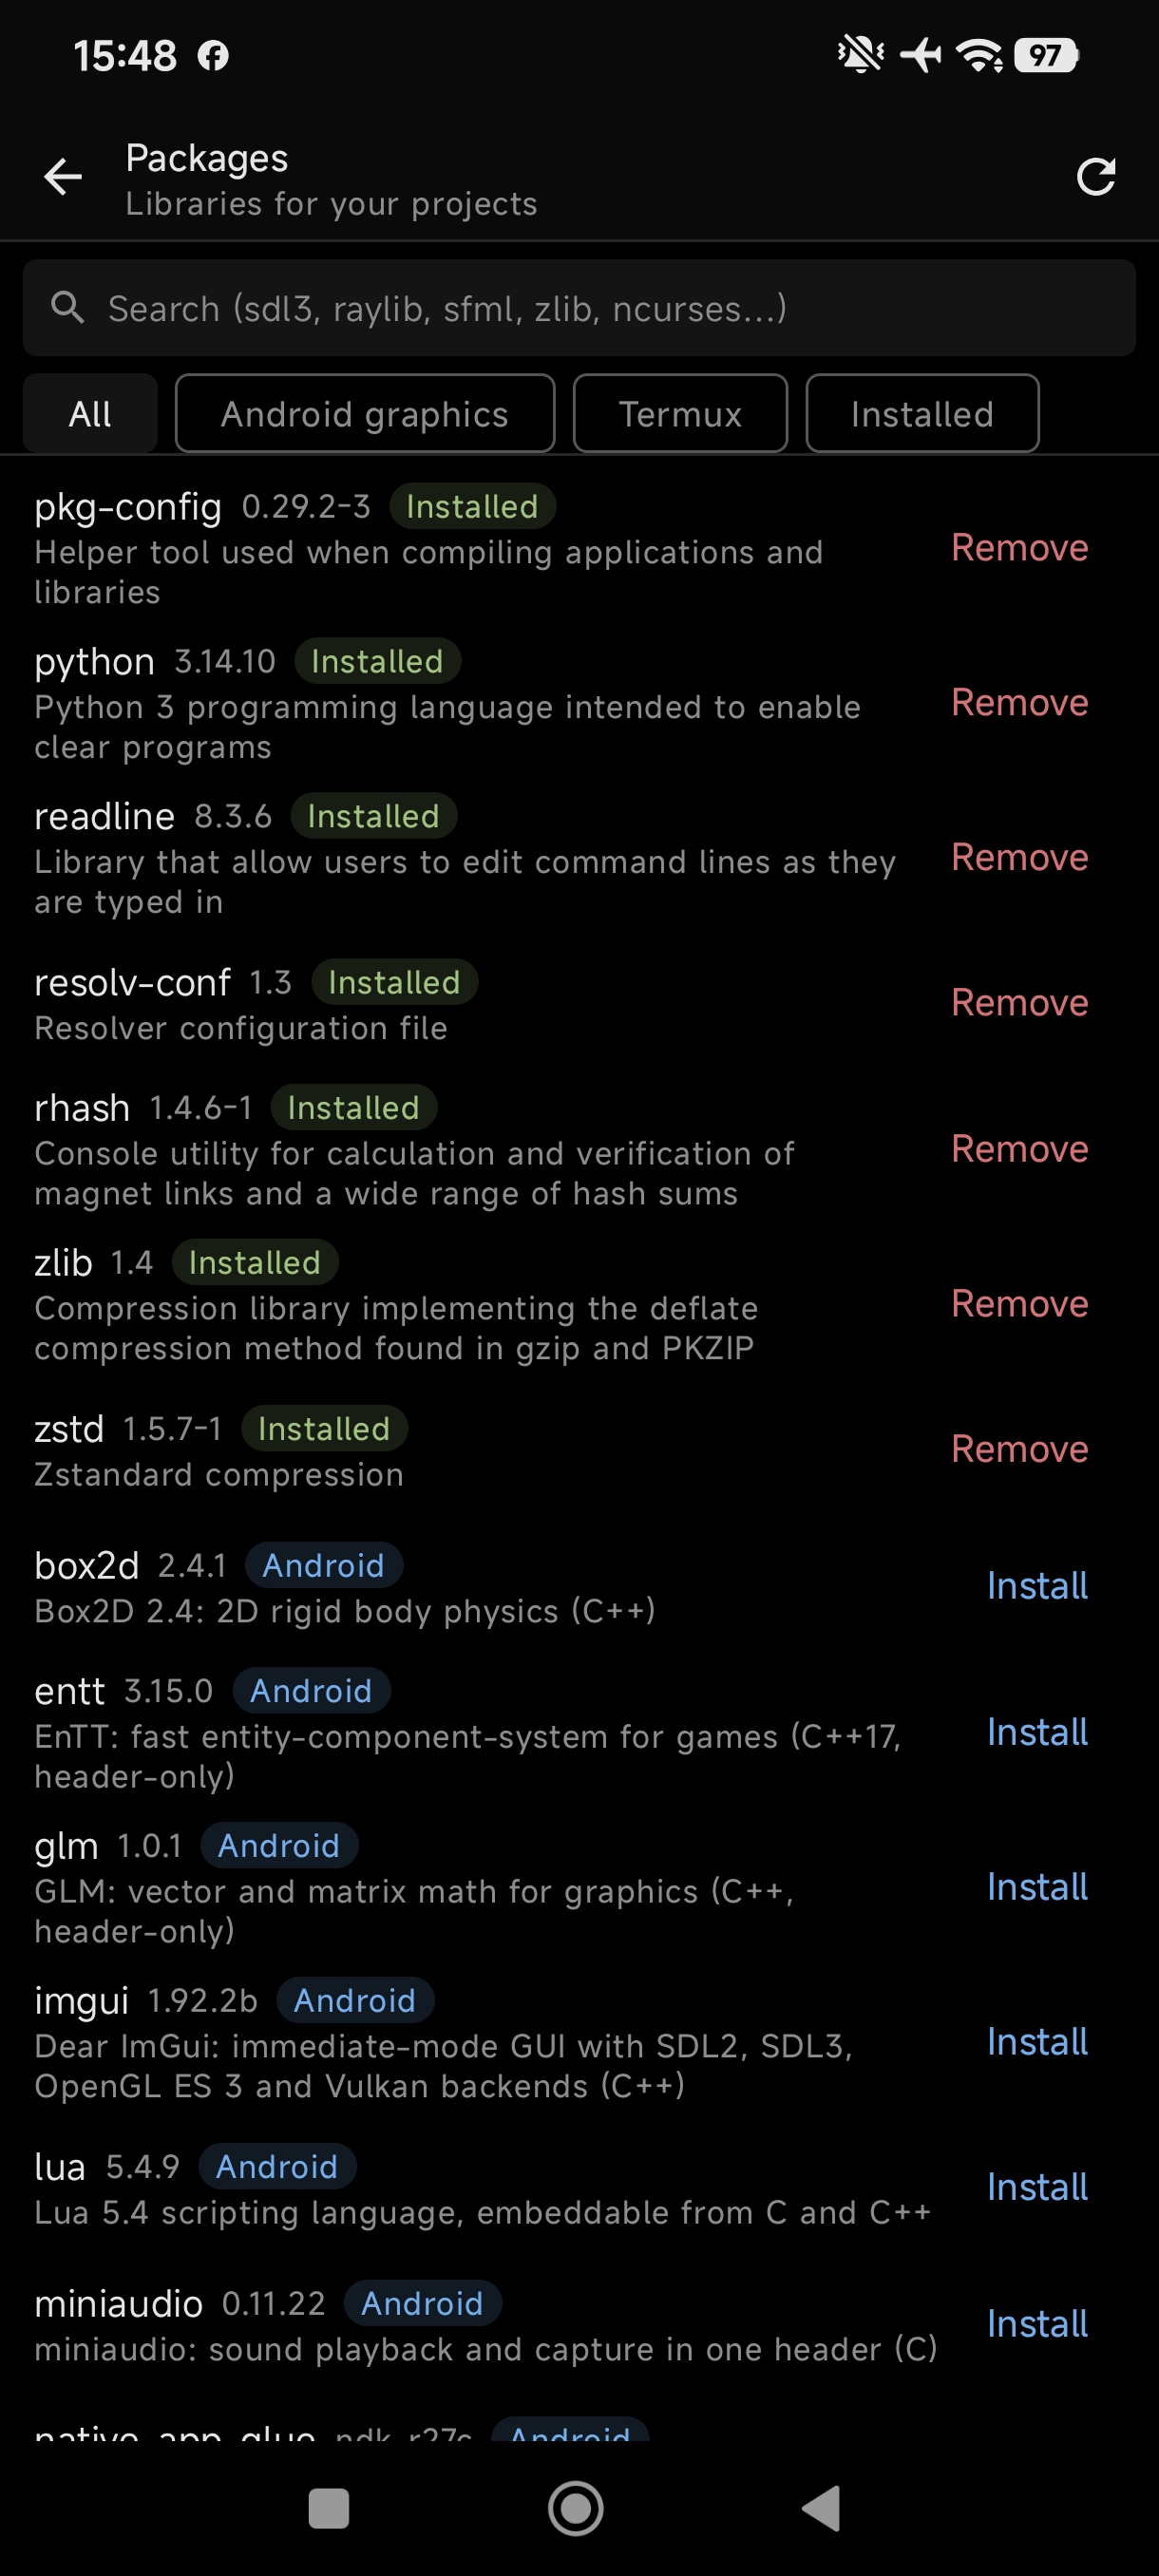 15:48
97
Packages
Libraries for your projects
Search (sdl3, raylib, sfml, zlib, ncurses...)
All Android graphics Termux Installed
pkg-config 0.29.2-3 Installed
Helper tool used when compiling applications and
libraries
Remove
python 3.14.10 Installed
Python 3 programming language intended to enable
clear programs
Remove
readline 8.3.6 Installed
Library that allow users to edit command lines as they
are typed in
Remove
resolv-conf 1.3 Installed
Resolver configuration file
Remove
rhash 1.4.6-1 Installed
Console utility for calculation and verification of
magnet links and a wide range of hash sums
Remove
zlib 1.4 Installed
Compression library implementing the deflate
compression method found in gzip and PKZIP
Remove
zstd 1.5.7-1 Installed
Zstandard compression
Remove
box2d 2.4.1 Android
Box2D 2.4: 2D rigid body physics (C++)
Install
entt 3.15.0 Android
EnTT: fast entity-component-system for games (C++17,
header-only)
Install
glm 1.0.1 Android
GLM: vector and matrix math for graphics (C++,
header-only)
Install
imgui 1.92.2b Android
Dear ImGui: immediate-mode GUI with SDL2, SDL3,
OpenGL ES 3 and Vulkan backends (C++)
Install
lua 5.4.9 Android
Lua 5.4 scripting language, embeddable from C and C++
Install
miniaudio 0.11.22 Android
miniaudio: sound playback and capture in one header (C)
Install
native_app_glue ndk-r27c Android